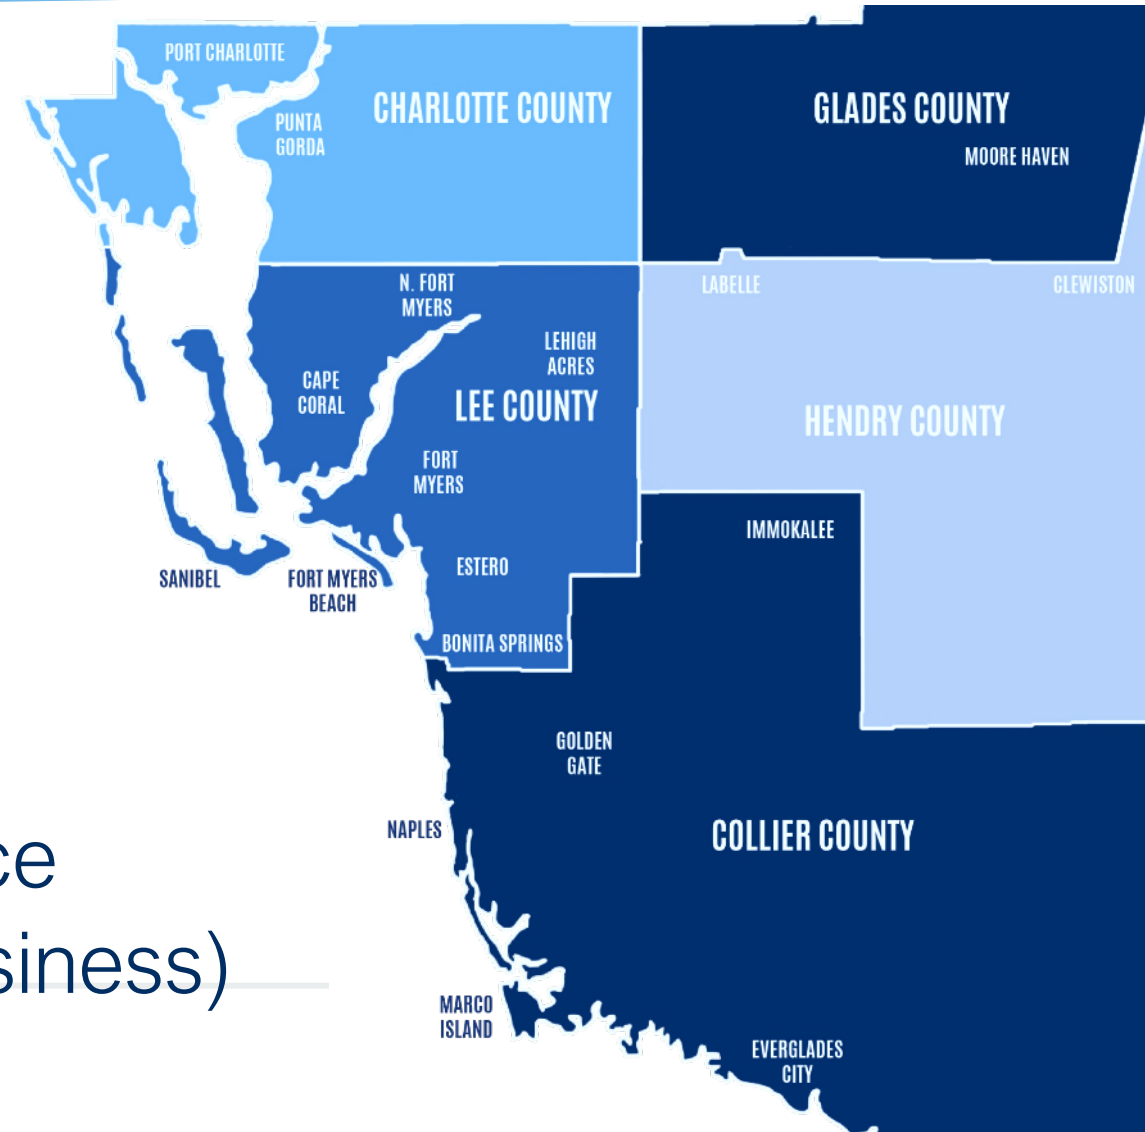 PORT CHARLOTTE
CHARLOTTE COUNTY
PUNTA
GORDA
GLADES COUNTY
MOORE HAVEN
N. FORT
MYERS
LABELLE
CLEWISTON
LEHIGH
ACRES
CAPE
CORAL
LEE COUNTY
HENDRY COUNTY
FORT
MYERS
IMMOKALEE
ESTERO
SANIBEL
FORT MYERS
BEACH
BONITA SPRINGS
GOLDEN
GATE
NAPLES
COLLIER COUNTY
ce
siness)
MARCO
ISLAND
EVERGLADES
CITY